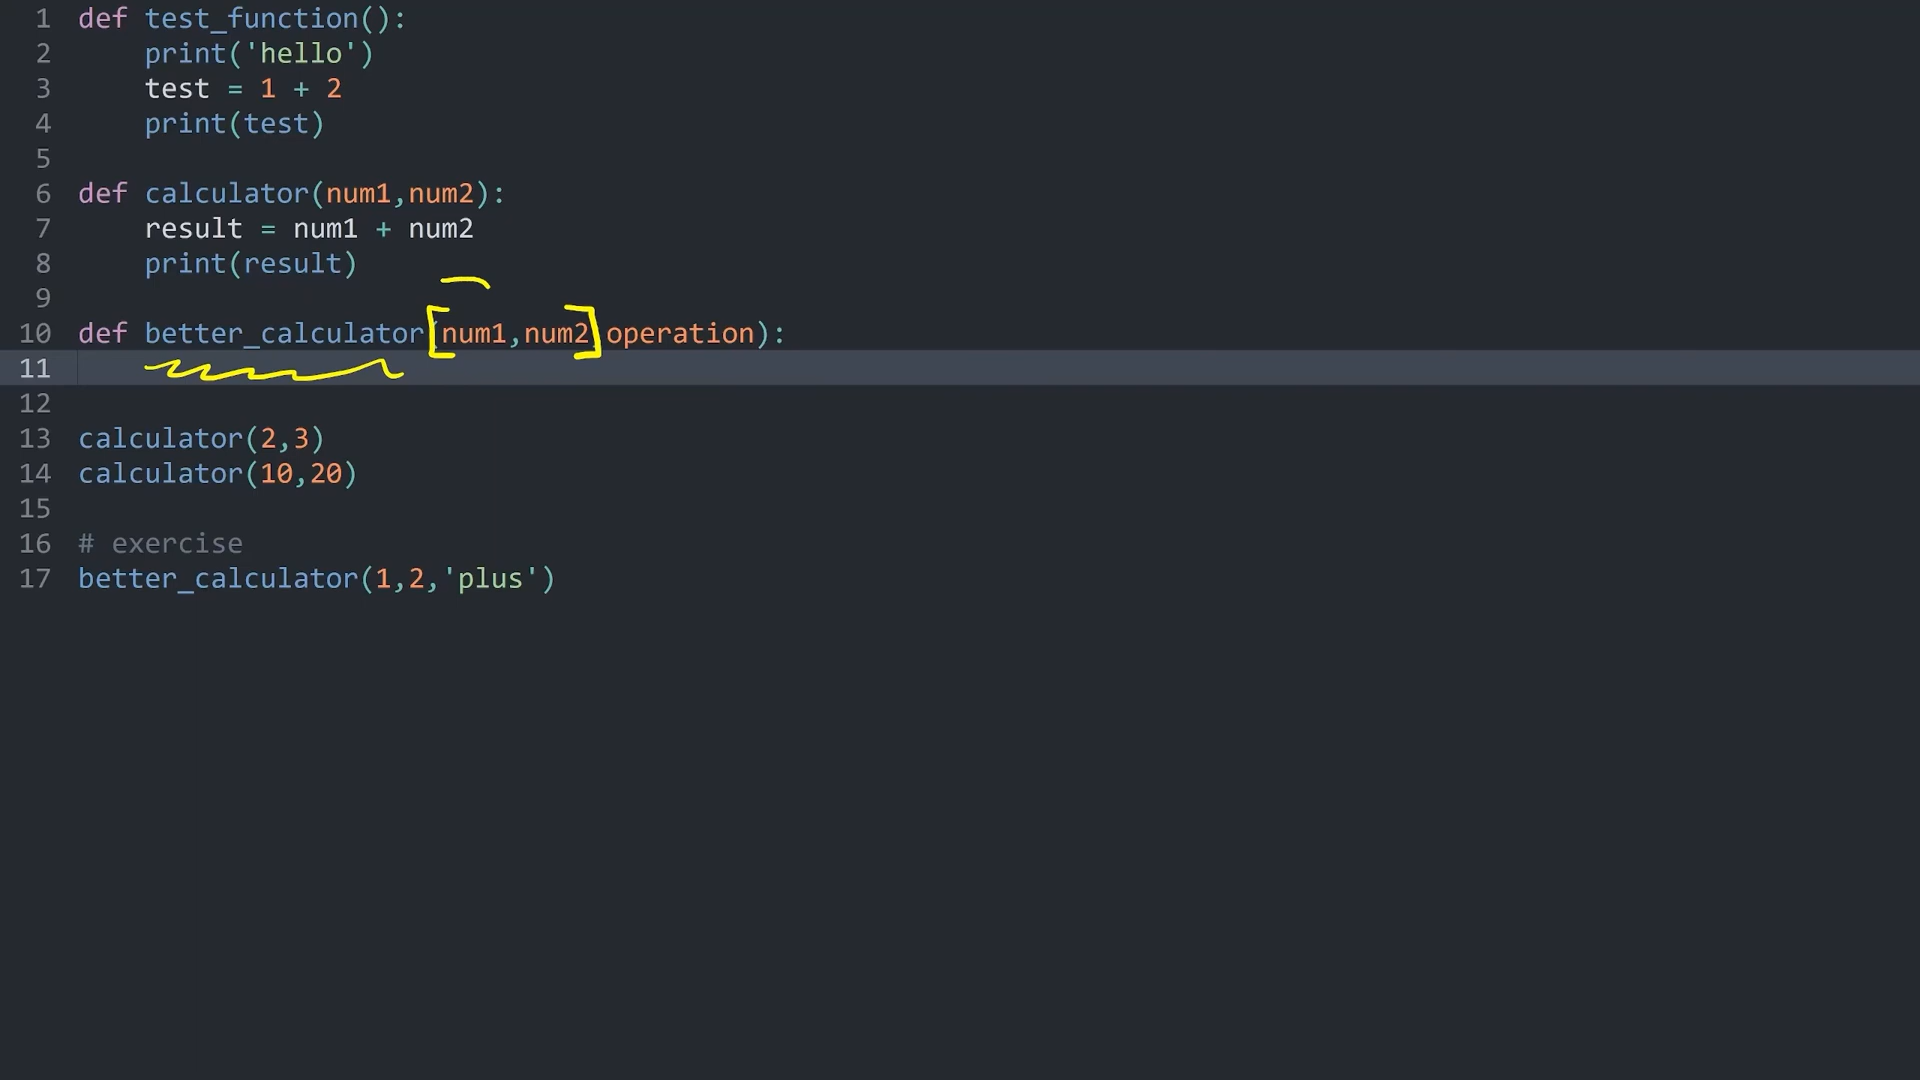 1 def test_function():
2     print('hello')
3     test = 1 + 2
4     print(test)
5
6 def calculator(num1,num2):
7     result = num1 + num2
8     print(result)
9
10 def better_calculator(num1,num2,operation):
11
12
13 calculator(2,3)
14 calculator(10,20)
15
16 # exercise
17 better_calculator(1,2,'plus')